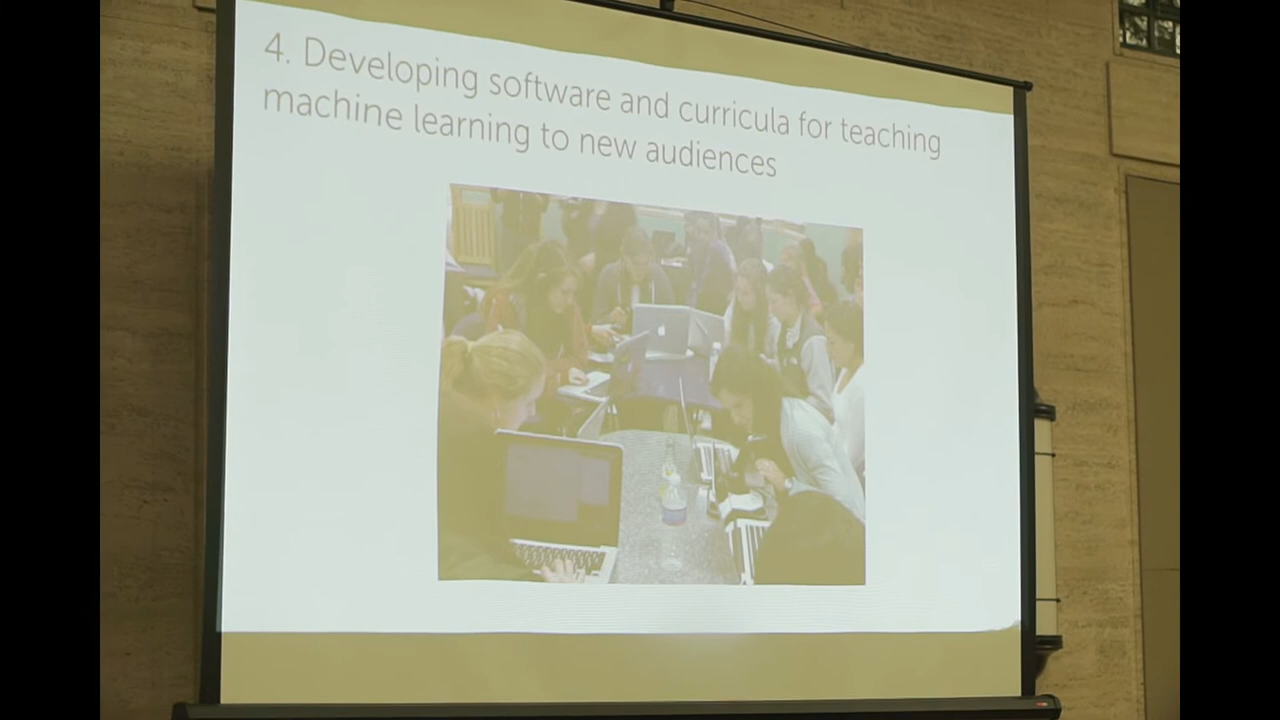 4. Developing software and curricula for teaching
machine learning to new audiences